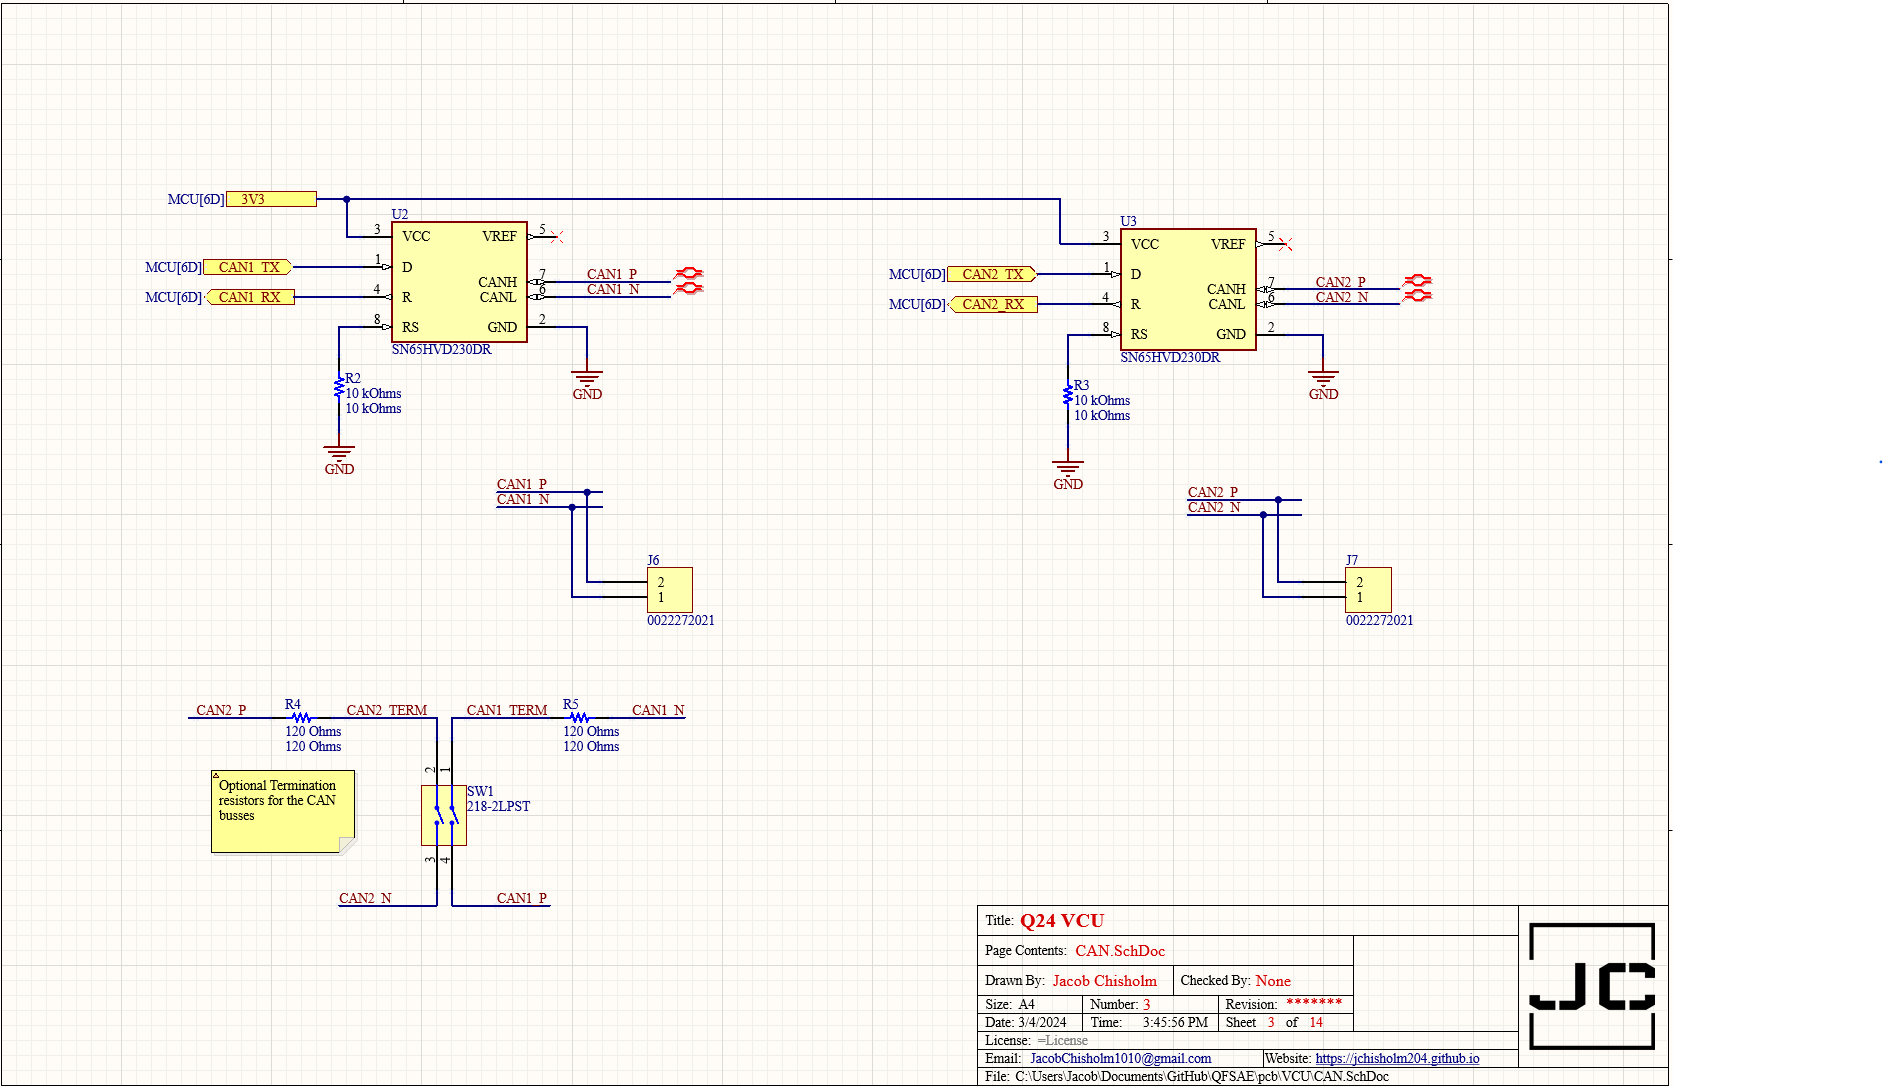 MCU[6D] 3V3
U2
3 VCC VREF 5
MCU[6D] CAN1_TX 1 D
CANH 7 CAN1_P
MCU[6D] CAN1_RX 4 R CANL 6 CAN1_N
8 RS GND 2
SN65HVD230DR
R2
10 kOhms
10 kOhms
GND
GND
U3
3 VCC VREF 5
MCU[6D] CAN2_TX 1 D
CANH 7 CAN2_P
MCU[6D] CAN2_RX 4 R CANL 6 CAN2_N
8 RS GND 2
SN65HVD230DR
R3
10 kOhms
10 kOhms
GND
GND
CAN1_P
CAN1_N
J6
2
1
0022272021
CAN2_P
CAN2_N
J7
2
1
0022272021
CAN2_P R4 CAN2_TERM CAN1_TERM R5 CAN1_N
120 Ohms 120 Ohms
120 Ohms 120 Ohms
2 1
Optional Termination
resistors for the CAN
busses
SW1
218-2LPST
3 4
CAN2_N CAN1_P
Title: Q24 VCU
Page Contents: CAN.SchDoc
Drawn By: Jacob Chisholm Checked By: None
Size: A4 Number: 3 Revision: *******
Date: 3/4/2024 Time: 3:45:56 PM Sheet 3 of 14
License: =License
Email: JacobChisholm1010@gmail.com Website: https://jchisholm204.github.io
File: C:\Users\Jacob\Documents\GitHub\QFSAE\pcb\VCU\CAN.SchDoc
JC